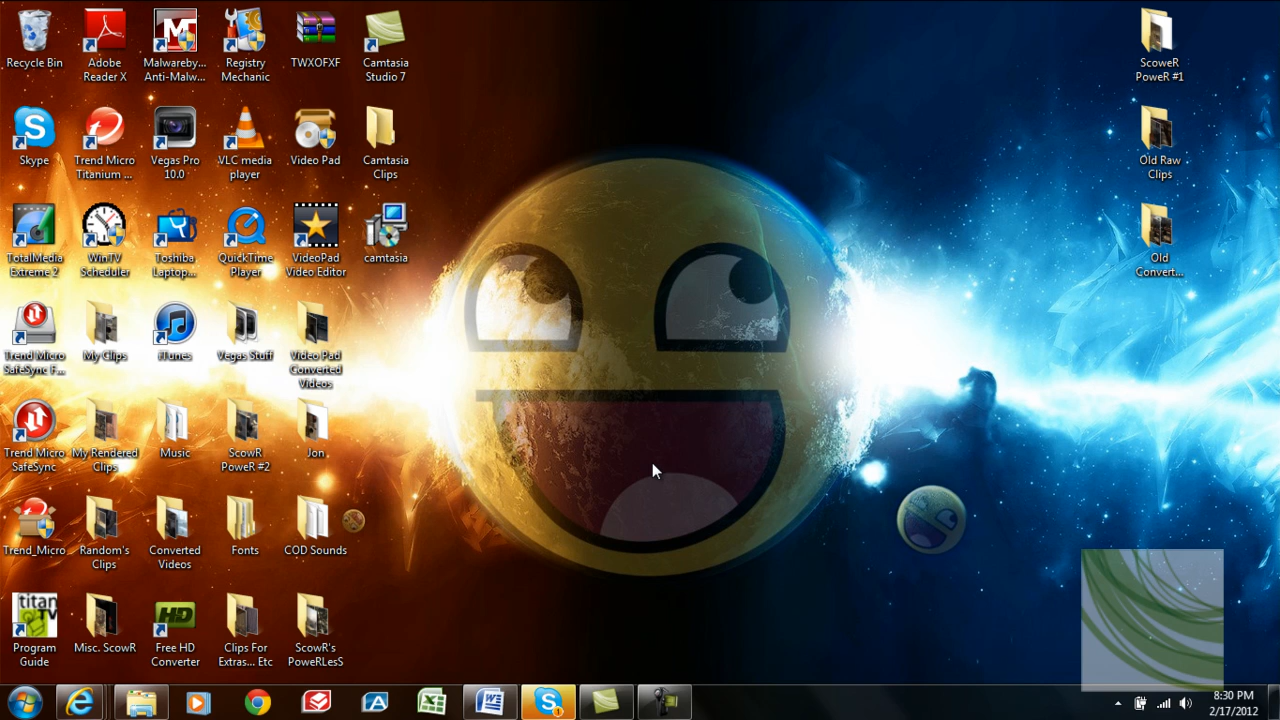 Recycle Bin
Adobe
Reader X
Malwareby...
Anti-Malw...
Registry
Mechanic
TWXOFXF
Camtasia
Studio 7
ScoweR
PoweR #1
Skype
Trend Micro
Titanium ...
Vegas Pro
10.0
VLC media
player
Video Pad
Camtasia
Clips
Old Raw
Clips
TotalMedia
Extreme 2
WinTV
Scheduler
Toshiba
Laptop...
QuickTime
Player
VideoPad
Video Editor
camtasia
Old
Convert...
Trend Micro
SafeSync F...
My Clips
iTunes
Vegas Stuff
Video Pad
Converted
Videos
Trend Micro
SafeSync
My Rendered
Clips
Music
ScowR
PoweR #2
Jon
Trend_Micro
Random's
Clips
Converted
Videos
Fonts
COD Sounds
titan
TV
Program
Guide
Misc. ScowR
HD
Free HD
Converter
Clips For
Extras... Etc
ScowR's
PoweRLesS
8:30 PM
2/17/2012